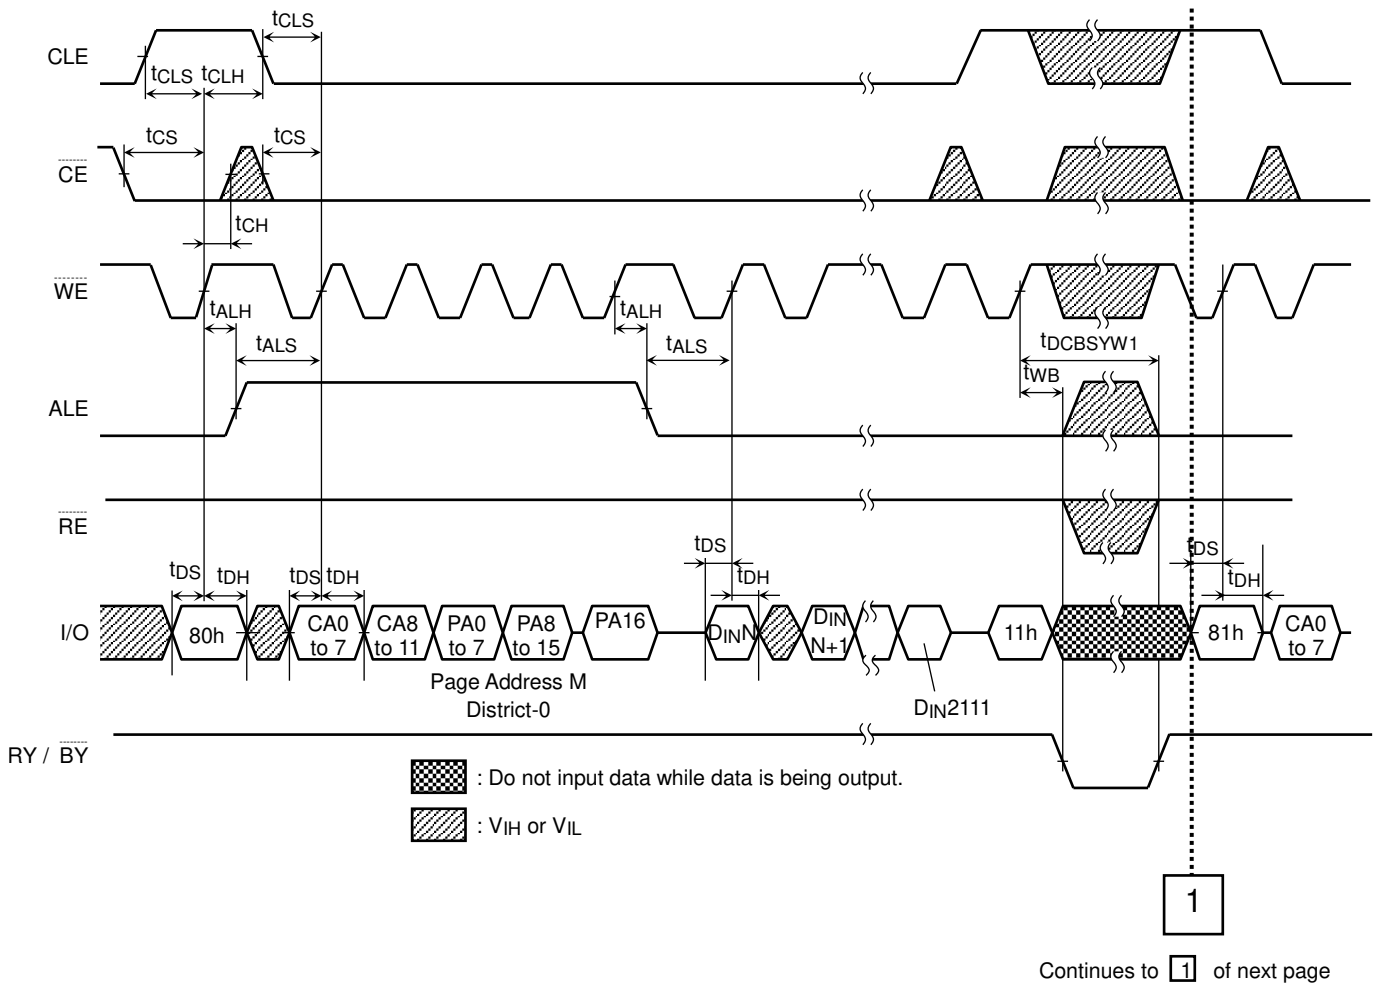 tCLS
CLE
tCLS tCLH
tCS tCS
CE
tCH
WE
tALH tALH
tALS tALS tDCBSYW1
tWB
ALE
RE
tDS tDH tDS tDH tDS tDH tDS tDH
I/O 80h CA0 to 7 CA8 to 11 PA0 to 7 PA8 to 15 PA16 DINN DIN N+1 11h 81h CA0 to 7
Page Address M
District-0
DIN2111
RY / BY
: Do not input data while data is being output.
: VIH or VIL
1
Continues to 1 of next page